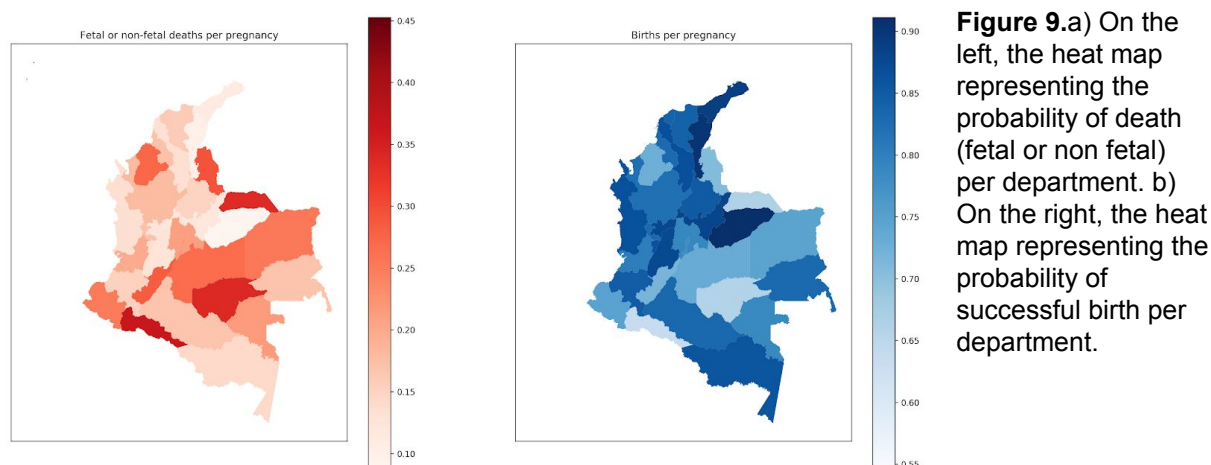 Fetal or non-fetal deaths per pregnancy
0.45
0.40
0.35
0.30
0.25
0.20
0.15
0.10
Births per pregnancy
0.90
0.85
0.80
0.75
0.70
0.65
0.60
0.55
Figure 9.a) On the
left, the heat map
representing the
probability of death
(fetal or non fetal)
per department. b)
On the right, the heat
map representing the
probability of
successful birth per
department.